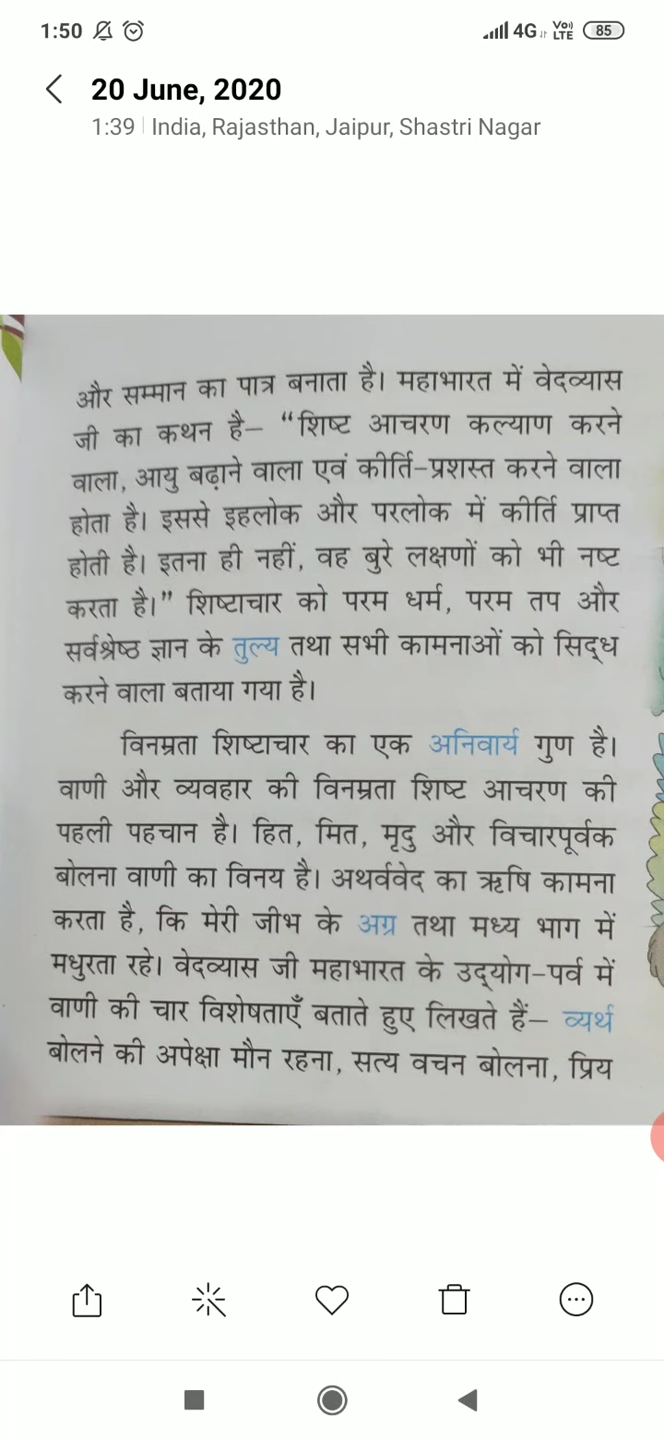 1:50
4G VoLTE 85
20 June, 2020
1:39 | India, Rajasthan, Jaipur, Shastri Nagar
और सम्मान का पात्र बनाता है। महाभारत में वेदव्यास
जी का कथन है– “शिष्ट आचरण कल्याण करने
वाला, आयु बढ़ाने वाला एवं कीर्ति-प्रशस्त करने वाला
होता है। इससे इहलोक और परलोक में कीर्ति प्राप्त
होती है। इतना ही नहीं, वह बुरे लक्षणों को भी नष्ट
करता है।” शिष्टाचार को परम धर्म, परम तप और
सर्वश्रेष्ठ ज्ञान के तुल्य तथा सभी कामनाओं को सिद्ध
करने वाला बताया गया है।
विनम्रता शिष्टाचार का एक अनिवार्य गुण है।
वाणी और व्यवहार की विनम्रता शिष्ट आचरण की
पहली पहचान है। हित, मित, मृदु और विचारपूर्वक
बोलना वाणी का विनय है। अथर्ववेद का ऋषि कामना
करता है, कि मेरी जीभ के अग्र तथा मध्य भाग में
मधुरता रहे। वेदव्यास जी महाभारत के उद्‌योग-पर्व में
वाणी की चार विशेषताएँ बताते हुए लिखते हैं– व्यर्थ
बोलने की अपेक्षा मौन रहना, सत्य वचन बोलना, प्रिय